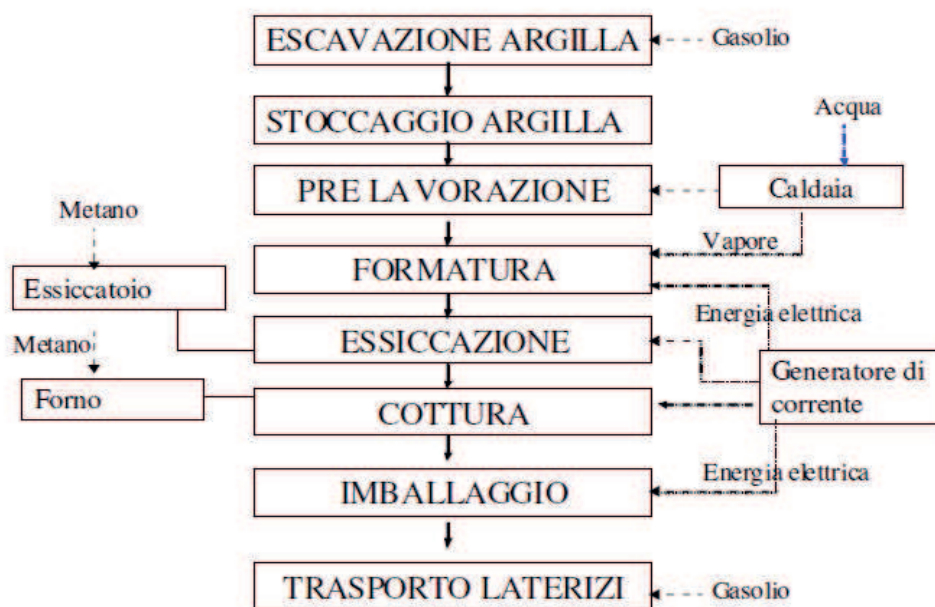 ESCAVAZIONE ARGILLA
Gasolio
STOCCAGGIO ARGILLA
Acqua
PRE LAVORAZIONE
Caldaia
Metano
Vapore
FORMATURA
Essiccatoio
Energia elettrica
Metano
ESSICCAZIONE
Generatore di
corrente
Forno
COTTURA
Energia elettrica
IMBALLAGGIO
TRASPORTO LATERIZI
Gasolio